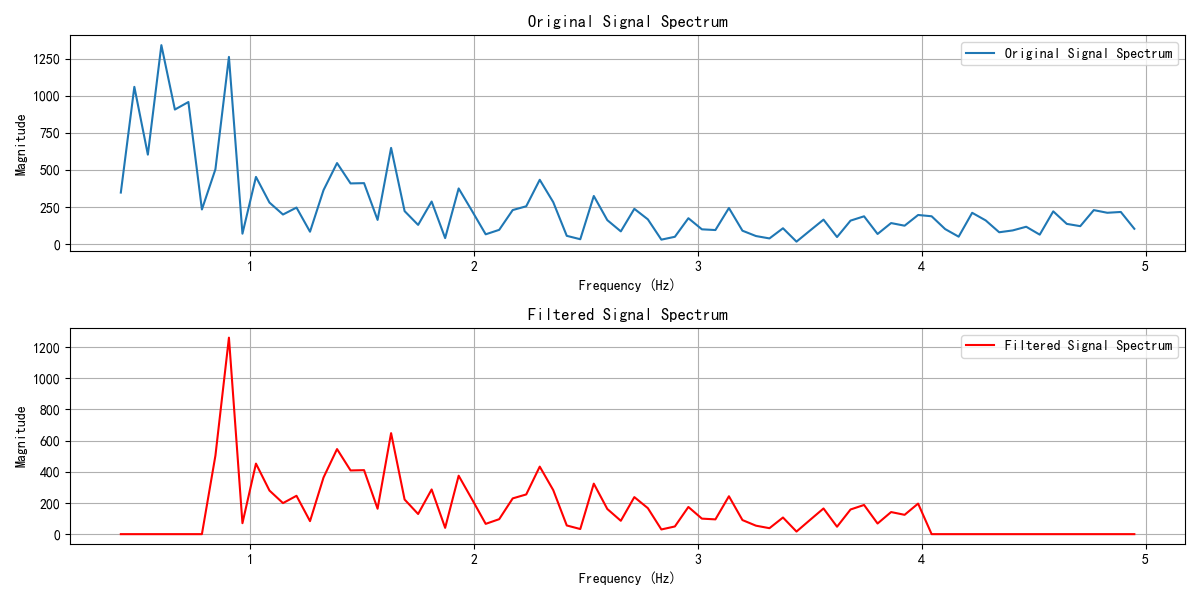 Original Signal Spectrum
Original Signal Spectrum
Magnitude
1250
1000
750
500
250
0
1 2 3 4 5
Frequency (Hz)
Filtered Signal Spectrum
Filtered Signal Spectrum
Magnitude
1200
1000
800
600
400
200
0
1 2 3 4 5
Frequency (Hz)